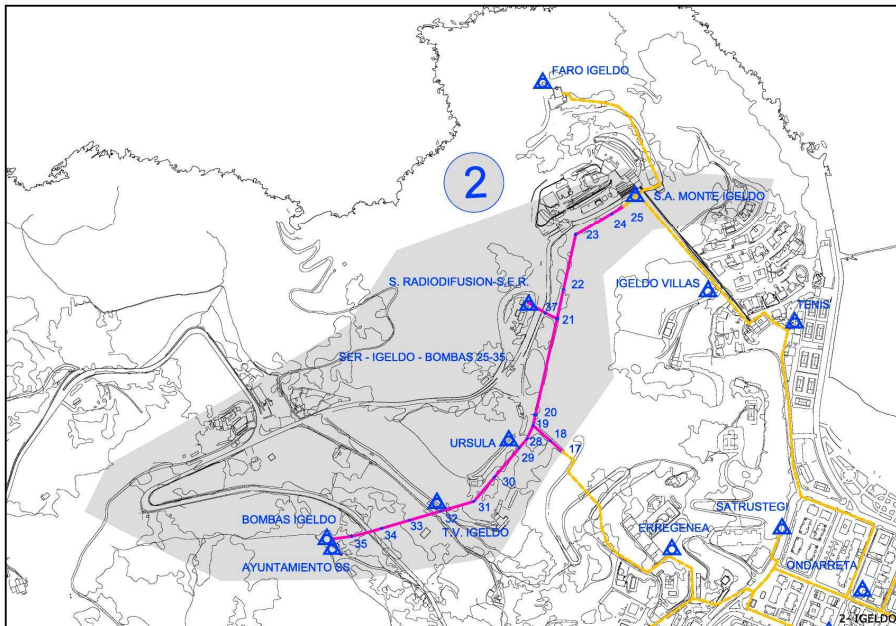 FARO IGELDO
2
S.A. MONTE IGELDO
25
24
23
IGELDO VILLAS
22
S. RADIODIFUSION-S.E.R.
37
21
TENIS
SER - IGELDO - BOMBAS 25-35
20
19
18
URSULA
28
17
29
30
31
32
T.V. IGELDO
33
34
35
BOMBAS IGELDO
AYUNTAMIENTO SS
SATRUSTEGI
ERREGENEA
ONDARRETA
2- IGELDO